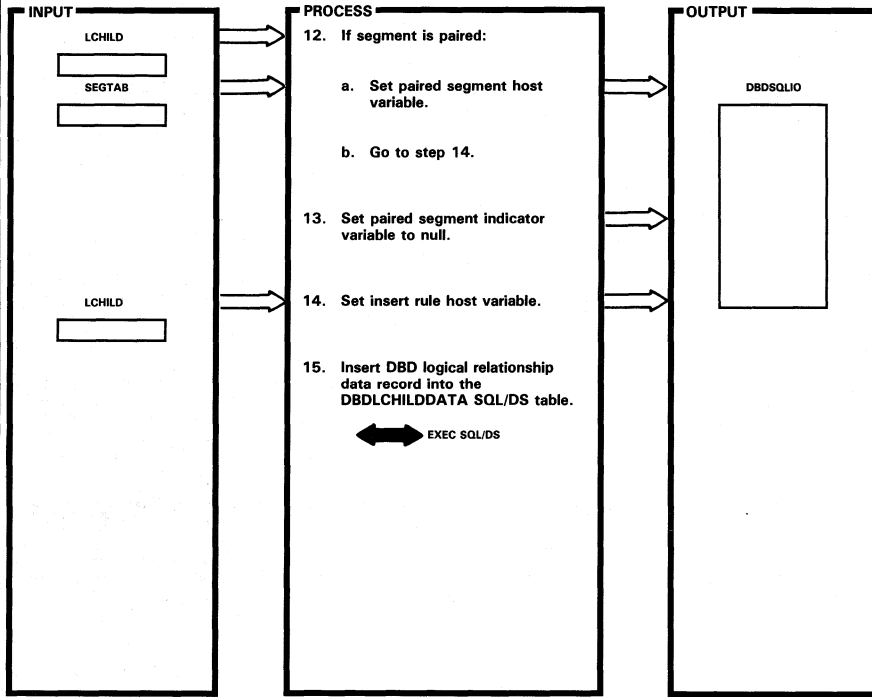 INPUT
LCHILD
SEGTAB
LCHILD
PROCESS
12. If segment is paired:
a. Set paired segment host
variable.
b. Go to step 14.
13. Set paired segment indicator
variable to null.
14. Set insert rule host variable.
15. Insert DBD logical relationship
data record into the
DBDLCHILDDATA SQL/DS table.
EXEC SQL/DS
OUTPUT
DBDSQLIO